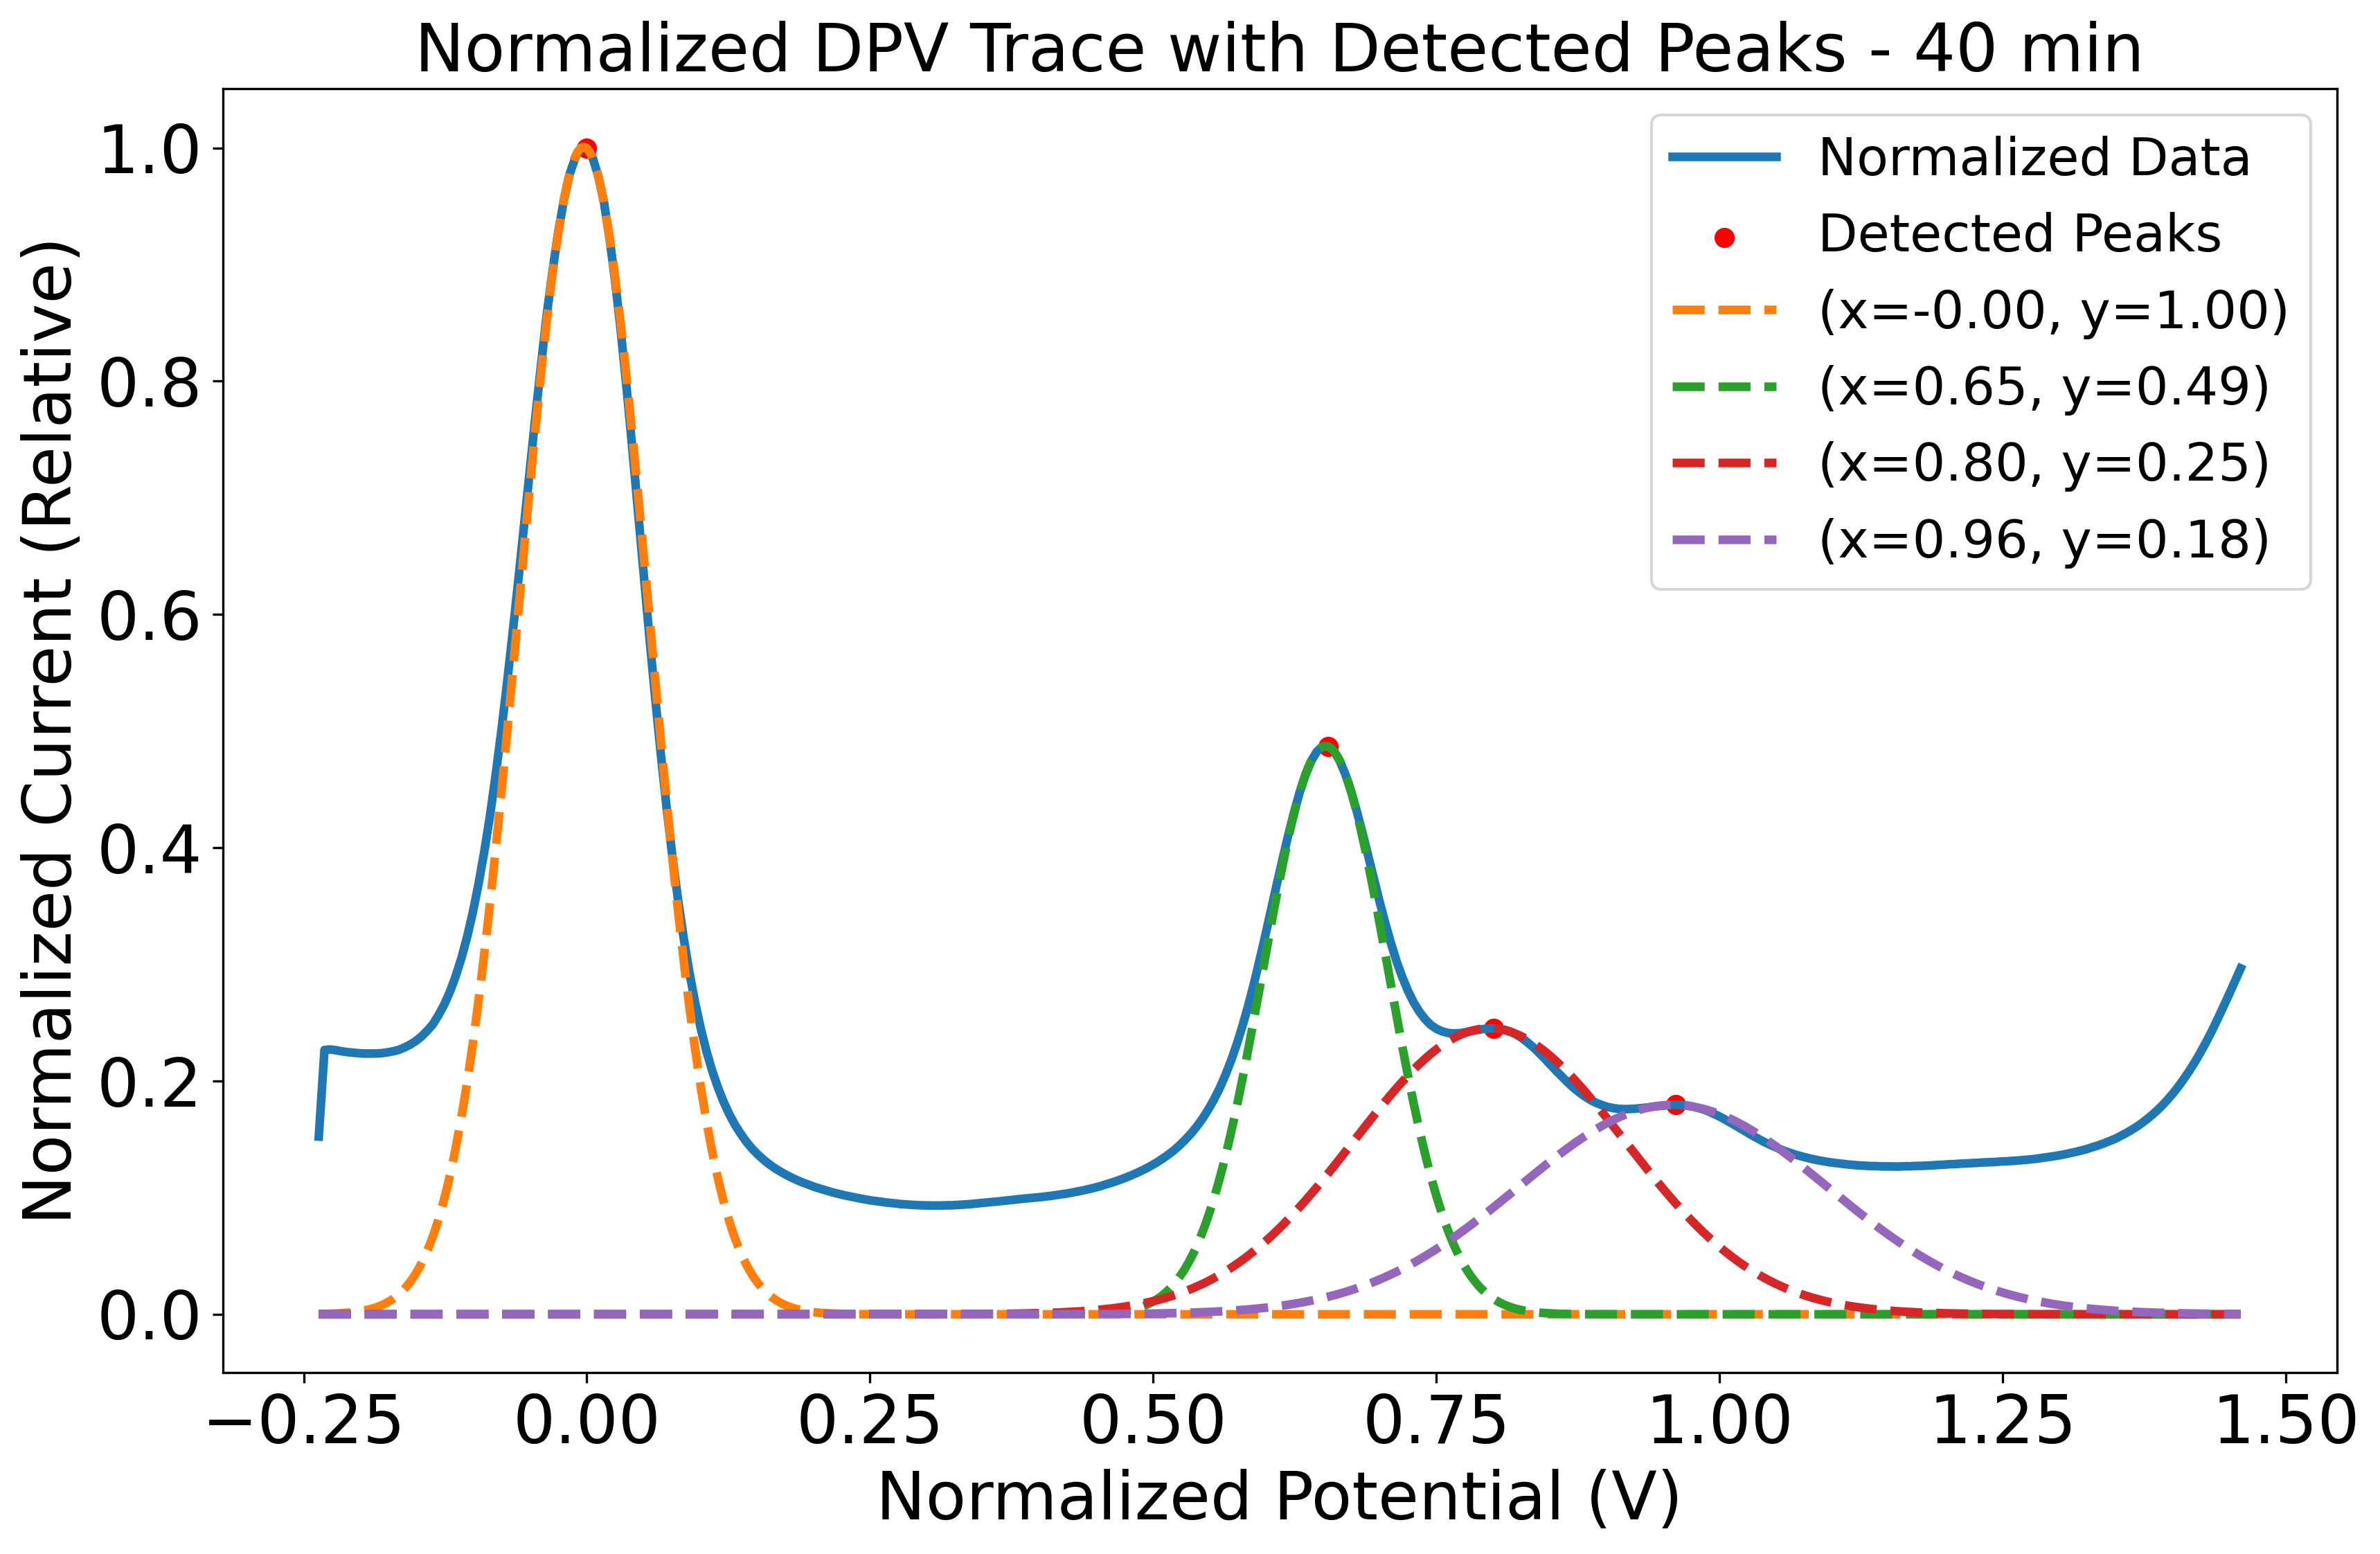 Normalized DPV Trace with Detected Peaks - 40 min
Normalized Current (Relative)
1.0
0.8
0.6
0.4
0.2
0.0
Normalized Data
Detected Peaks
(x=-0.00, y=1.00)
(x=0.65, y=0.49)
(x=0.80, y=0.25)
(x=0.96, y=0.18)
−0.25 0.00 0.25 0.50 0.75 1.00 1.25 1.50
Normalized Potential (V)